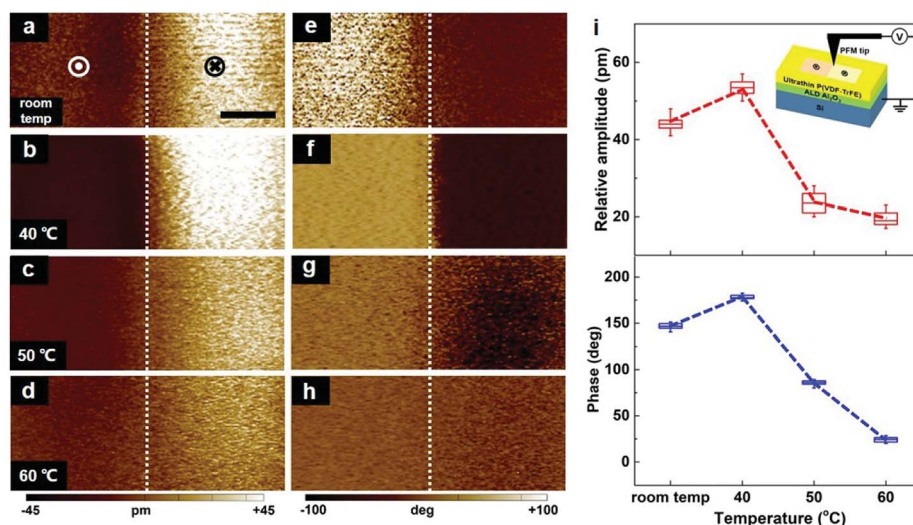 a
room
temp
b
40 ℃
c
50 ℃
d
60 ℃
-45
pm
+45
e
f
g
h
-100
deg
+100
i
V
PFM tip
Ultrathin P(VDF-TrFE)
ALD Al₂O₃
Si
Relative amplitude (pm)
60
40
20
Phase (deg)
200
150
100
50
0
room temp
40
50
60
Temperature (°C)